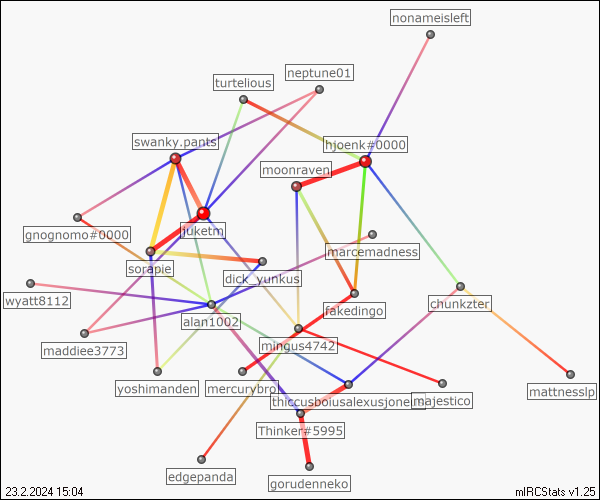 nonameisleft
neptune01
turtelious
swanky.pants
hjoenk#0000
moonraven
juketm
gnognomo#0000
marcemadness
sorapie
dick_yunkus
wyatt8112
chunkzter
fakedingo
alan1002
mingus4742
maddiee3773
yoshimanden
mercurybro
mattnesslp
thiccusboiusalexusjone
majestico
Thinker#5995
edgepanda
gorudenneko
23.2.2024 15:04
mIRCStats v1.25